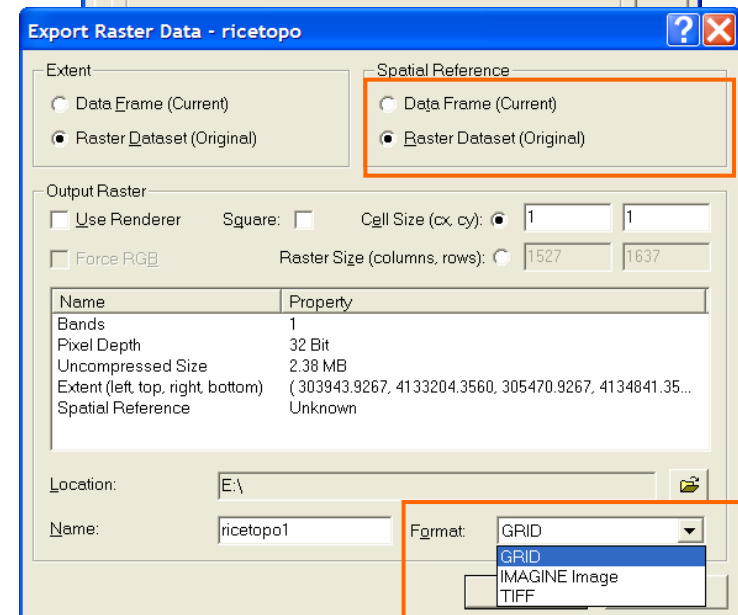 Export Raster Data - ricetopo
Extent
Data Frame (Current)
Raster Dataset (Original)
Spatial Reference
Data Frame (Current)
Raster Dataset (Original)
Output Raster
Use Renderer Square: Cell Size (cx, cy): 1 1
Force RGB Raster Size (columns, rows): 1527 1637
Name Property
Bands 1
Pixel Depth 32 Bit
Uncompressed Size 2.38 MB
Extent (left, top, right, bottom) ( 303943.9267, 4133204.3560, 305470.9267, 4134841.35...
Spatial Reference Unknown
Location: E:\
Name: ricetopo1 Format: GRID
GRID
IMAGINE Image
TIFF